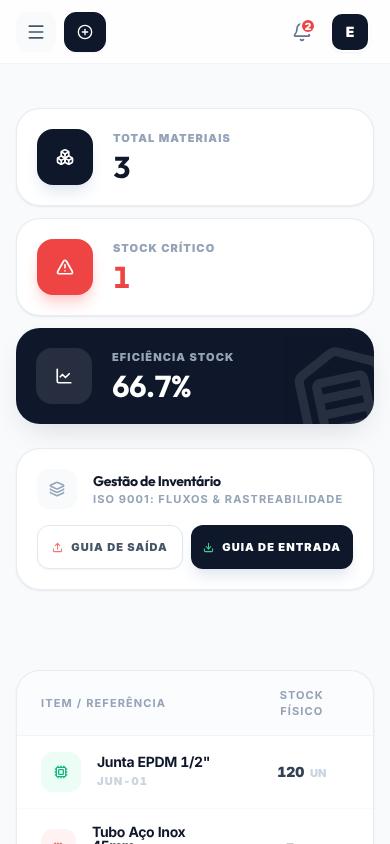 2
E
TOTAL MATERIAIS
3
STOCK CRÍTICO
1
EFICIÊNCIA STOCK
66.7%
Gestão de Inventário
ISO 9001: FLUXOS & RASTREABILIDADE
GUIA DE SAÍDA
GUIA DE ENTRADA
ITEM / REFERÊNCIA
STOCK
FÍSICO
Junta EPDM 1/2"
120 UN
JUN-01
Tubo Aço Inox
45mm